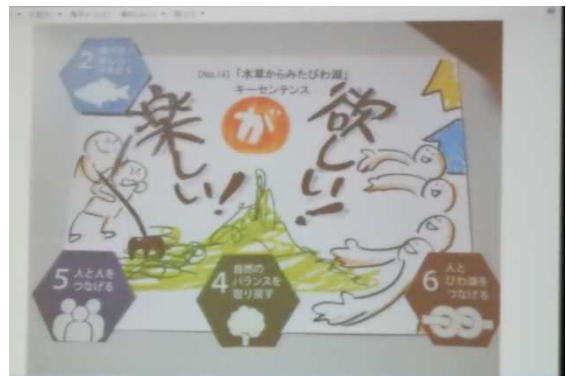 2
[No.14]「水草からみたびわ湖」
キーセンテンス
欲しい!!
が
楽しい!
5 人と人を
つなげる
4 自然の
バランスを
取り戻す
6 人と
びわ湖を
つなげる